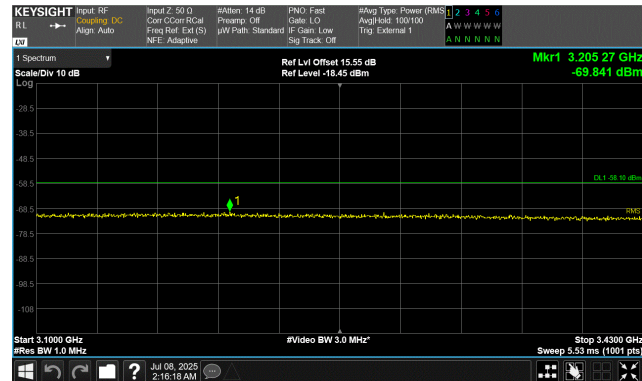 KEYSIGHT
RL
LXI
Input: RF
Coupling: DC
Align: Auto
Input Z: 50 Ω
Corr CCorr RCal
Freq Ref: Ext (S)
NFE: Adaptive
#Atten: 14 dB
Preamp: Off
µW Path: Standard
PNO: Fast
Gate: LO
IF Gain: Low
Sig Track: Off
#Avg Type: Power (RMS
Avg|Hold: 100/100
Trig: External 1
1 2 3 4 5 6
A W W W W W
A N N N N N
1 Spectrum
Scale/Div 10 dB
Log
Ref Lvl Offset 15.55 dB
Ref Level -18.45 dBm
Mkr1 3.205 27 GHz
-69.841 dBm
-28.5
-38.5
-48.5
-58.5
DL1 -58.10 dBm
-68.5
1
RMS
-78.5
-88.5
-98.5
-108
Start 3.1000 GHz
#Res BW 1.0 MHz
#Video BW 3.0 MHz*
Stop 3.4300 GHz
Sweep 5.53 ms (1001 pts)
?
Jul 08, 2025
2:16:18 AM